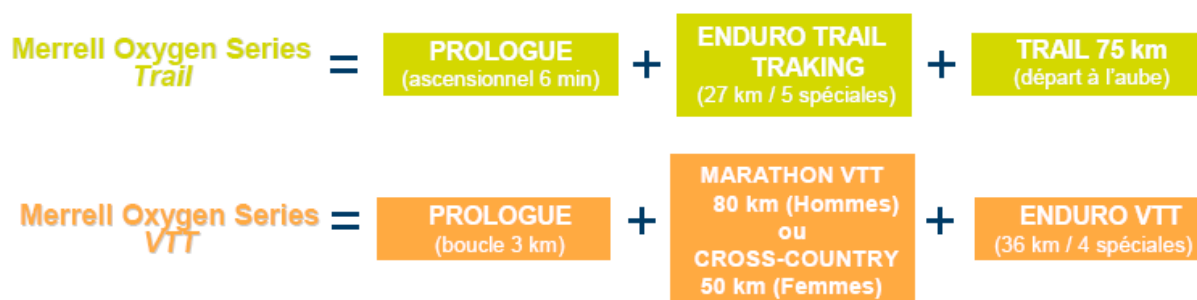 Merrell Oxygen Series
Trail
=
PROLOGUE
(ascensionnel 6 min)
+
ENDURO TRAIL
TRAKING
(27 km / 5 spéciales)
+
TRAIL 75 km
(départ à l'aube)
Merrell Oxygen Series
VTT
=
PROLOGUE
(boucle 3 km)
+
MARATHON VTT
80 km (Hommes)
ou
CROSS-COUNTRY
50 km (Femmes)
+
ENDURO VTT
(36 km / 4 spéciales)